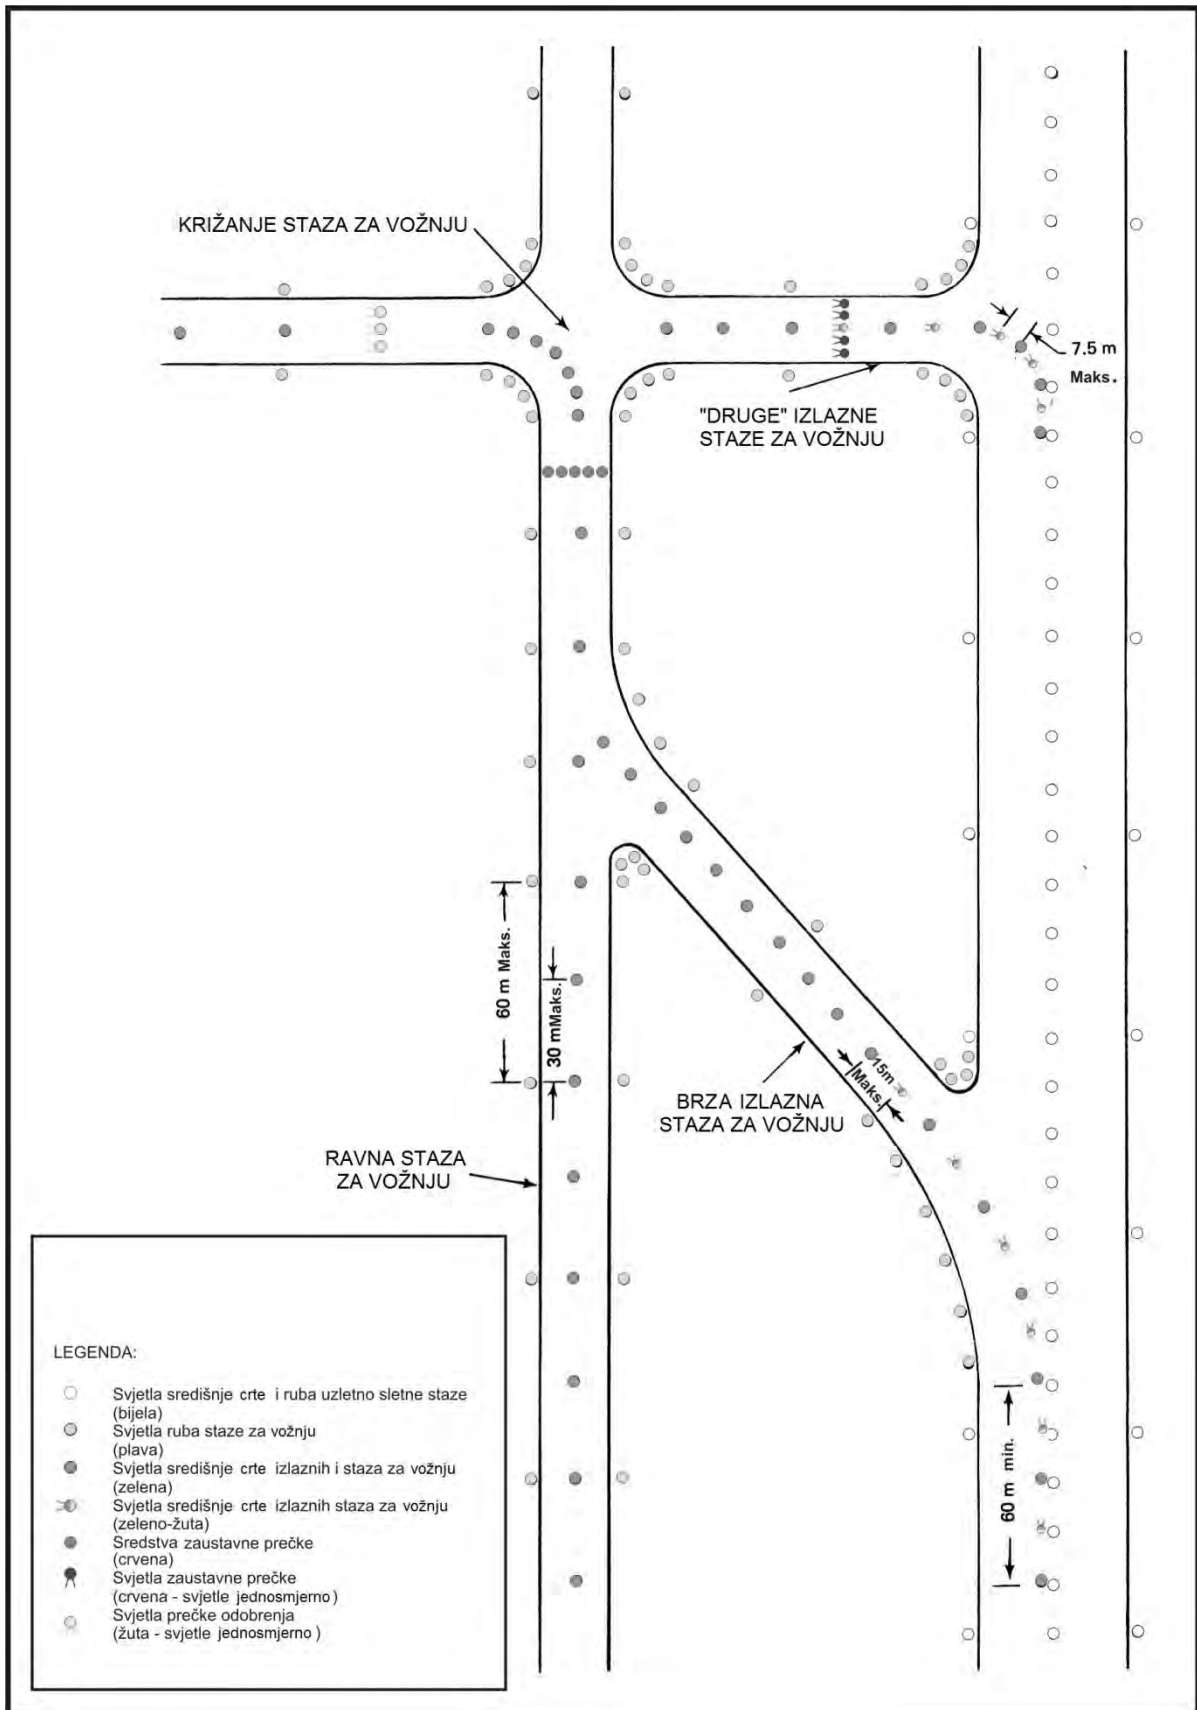 KRIŽANJE STAZA ZA VOŽNJU
7.5 m
Maks.
"DRUGE" IZLAZNE
STAZE ZA VOŽNJU
60 m Maks.
30 mMaks.
15m
Maks.
BRZA IZLAZNA
STAZA ZA VOŽNJU
RAVNA STAZA
ZA VOŽNJU
60 m min.
LEGENDA:
Svjetla središnje crte i ruba uzletno sletne staze
(bijela)
Svjetla ruba staze za vožnju
(plava)
Svjetla središnje crte izlaznih i staza za vožnju
(zelena)
Svjetla središnje crte izlaznih staza za vožnju
(zeleno-žuta)
Sredstva zaustavne prečke
(crvena)
Svjetla zaustavne prečke
(crvena - svjetle jednosmjerno)
Svjetla prečke odobrenja
(žuta - svjetle jednosmjerno)